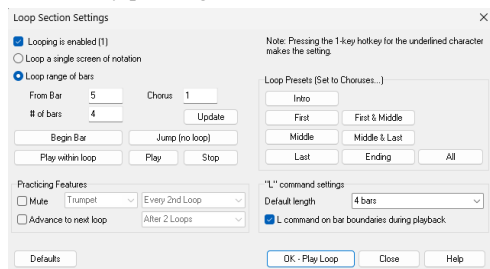 Loop Section Settings
Looping is enabled (1)
Loop a single screen of notation
Loop range of bars
From Bar 5 Chorus 1
# of bars 4 Update
Begin Bar Jump (no loop)
Play within loop Play Stop
Practicing Features
Mute Trumpet Every 2nd Loop
Advance to next loop After 2 Loops
Defaults
Note: Pressing the 1-key hotkey for the underlined character
makes the setting.
Loop Presets (Set to Choruses...)
Intro
First First & Middle
Middle Middle & Last
Last Ending All
"L" command settings
Default length 4 bars
L command on bar boundaries during playback
OK - Play Loop Close Help